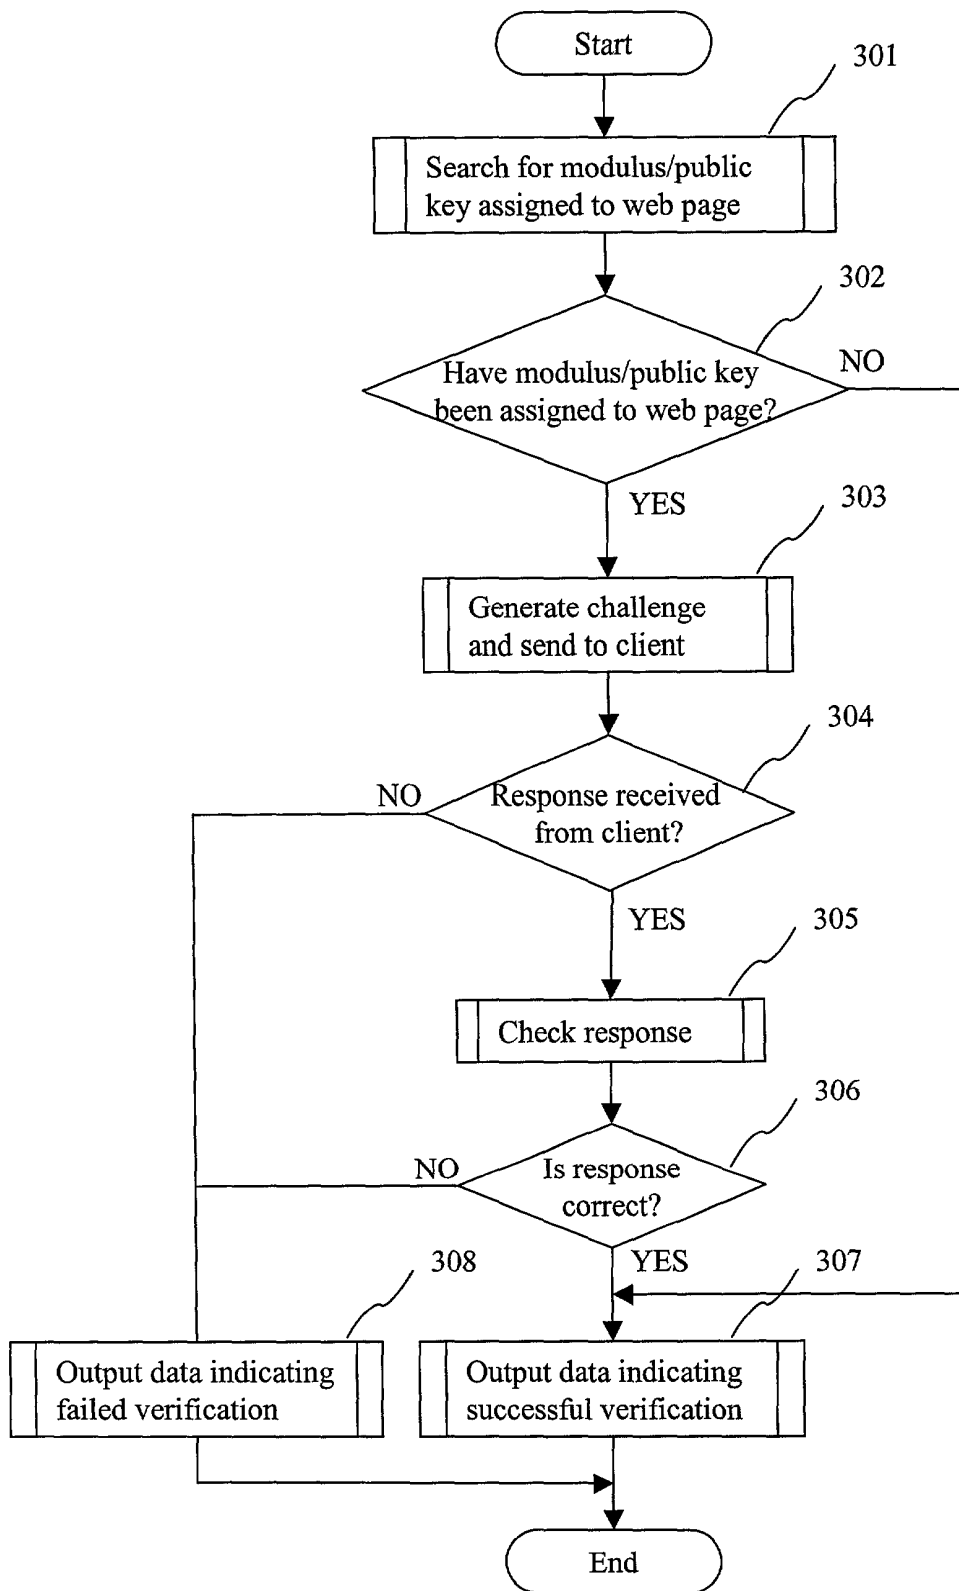 Start
301
Search for modulus/public
key assigned to web page
302
Have modulus/public key
been assigned to web page?
NO
YES
303
Generate challenge
and send to client
304
NO
Response received
from client?
YES
305
Check response
306
NO
Is response
correct?
YES
308
307
Output data indicating
failed verification
Output data indicating
successful verification
End